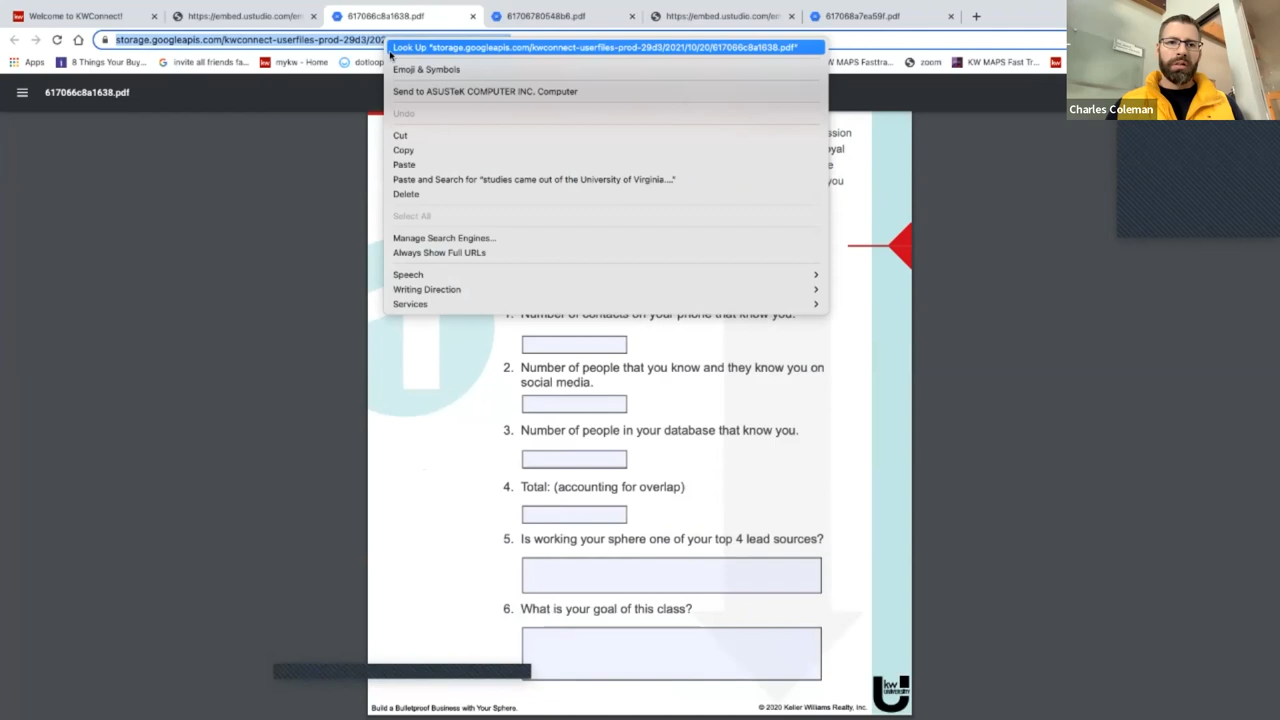 Welcome to KWConnect!
https://embed.ustudio.com/em
617066c8a1638.pdf
61706780548b6.pdf
https://embed.ustudio.com/en
617068a7ea59f.pdf
storage.googleapis.com/kwconnect-userfiles-prod-29d3/202
Apps
8 Things Your Buy...
invite all friends fa...
mykw - Home
dotloop
W MAPS Fasttra...
zoom
KW MAPS Fast Tr...
617066c8a1638.pdf
Look Up "storage.googleapis.com/kwconnect-userfiles-prod-29d3/2021/10/20/617066c8a1638.pdf"
Emoji & Symbols
Send to ASUSTeK COMPUTER INC. Computer
Undo
Cut
Copy
Paste
Paste and Search for "studies came out of the University of Virginia...."
Delete
Select All
Manage Search Engines...
Always Show Full URLs
Speech
Writing Direction
Services
Charles Coleman
ssion
yal
e
you
1. Number of contacts on your phone that know you.
2. Number of people that you know and they know you on
social media.
3. Number of people in your database that know you.
4. Total: (accounting for overlap)
5. Is working your sphere one of your top 4 lead sources?
6. What is your goal of this class?
Build a Bulletproof Business with Your Sphere.
© 2020 Keller Williams Realty, Inc.
kw
UNIVERSITY